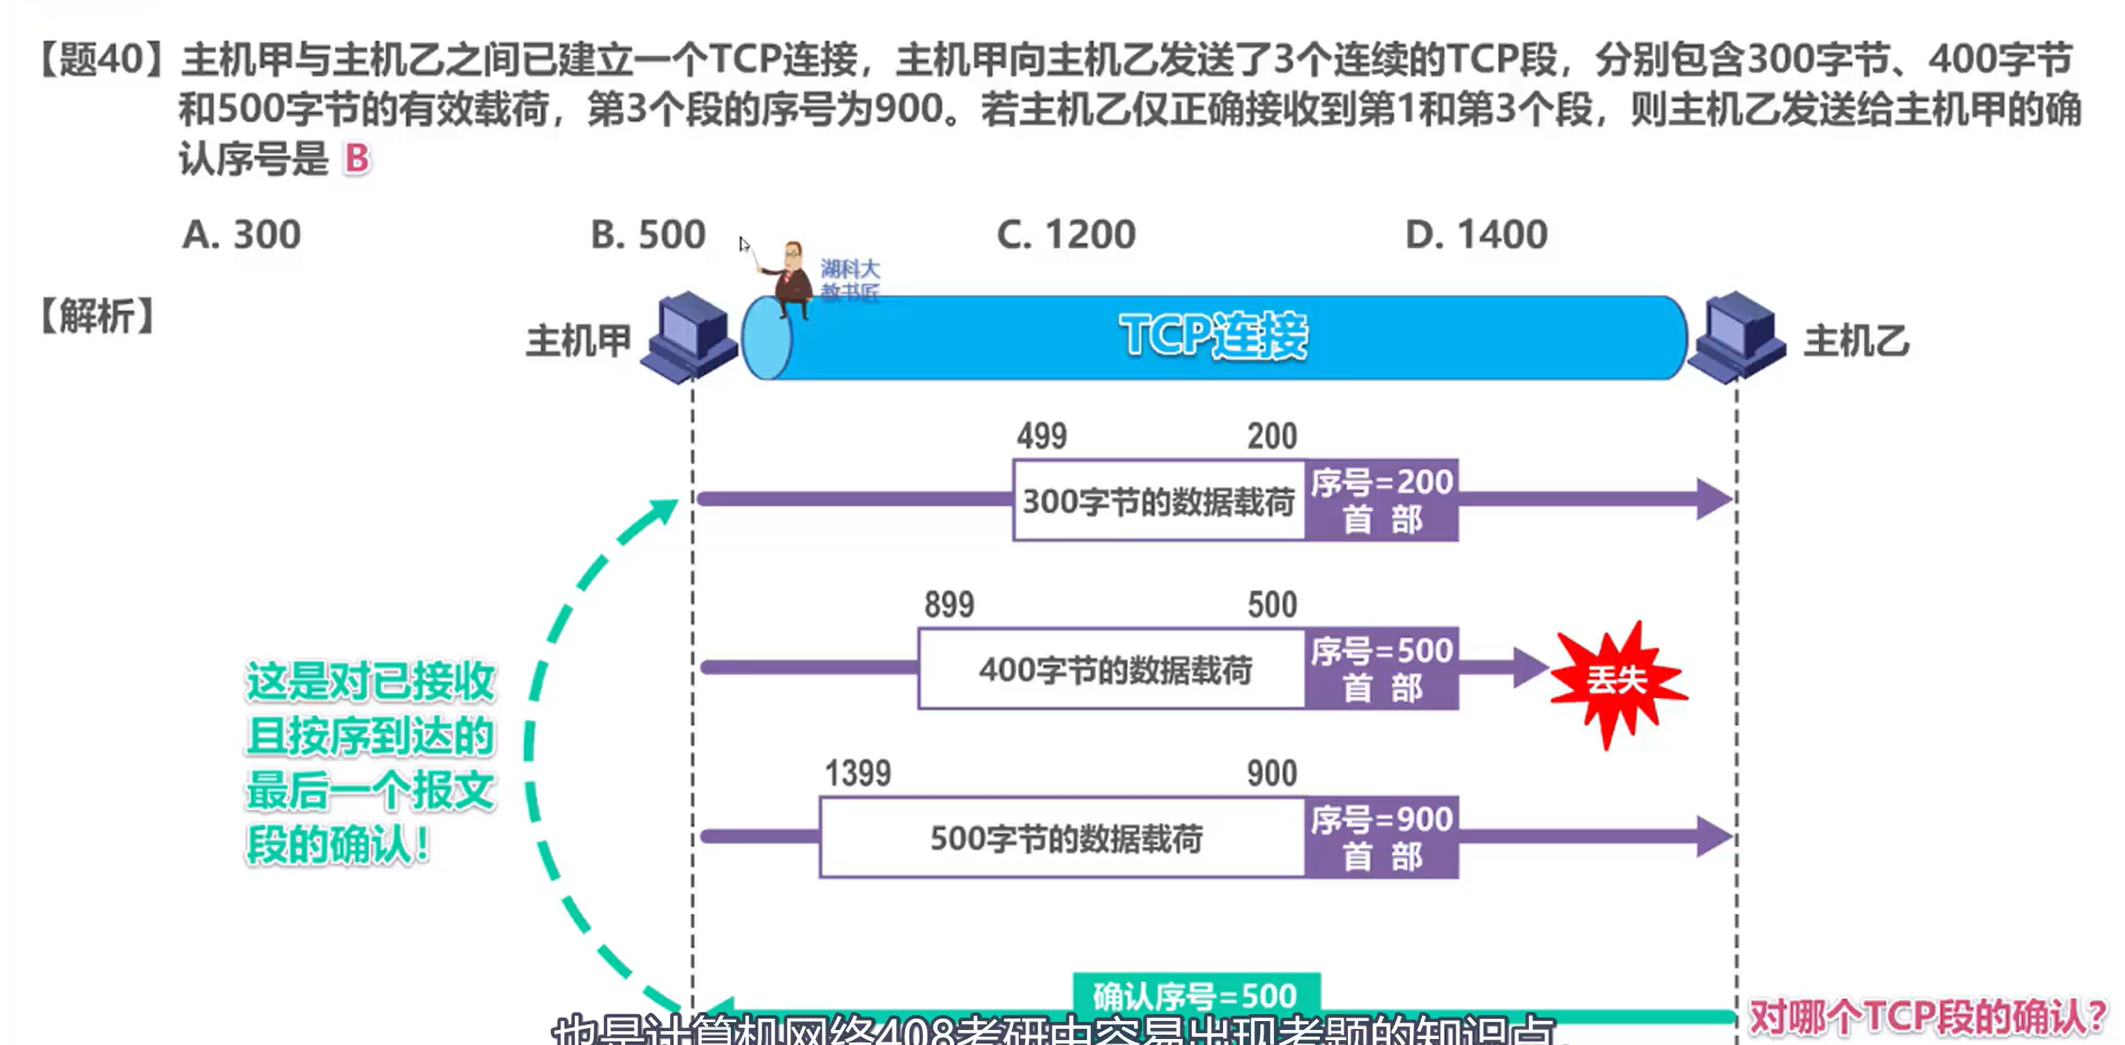 【题40】主机甲与主机乙之间已建立一个TCP连接，主机甲向主机乙发送了3个连续的TCP段，分别包含300字节、400字节
和500字节的有效载荷，第3个段的序号为900。若主机乙仅正确接收到第1和第3个段，则主机乙发送给主机甲的确
认序号是 B
A. 300 B. 500 C. 1200 D. 1400
湖科大
教书匠
【解析】
主机甲
TCP连接
主机乙
499 200
300字节的数据载荷
序号=200
首 部
899 500
400字节的数据载荷
序号=500
首 部
丢失
这是对已接收
且按序到达的
最后一个报文
段的确认！
1399 900
500字节的数据载荷
序号=900
首 部
确认序号=500
对哪个TCP段的确认？
也是计算机网络408考研中容易出现考题的知识点。